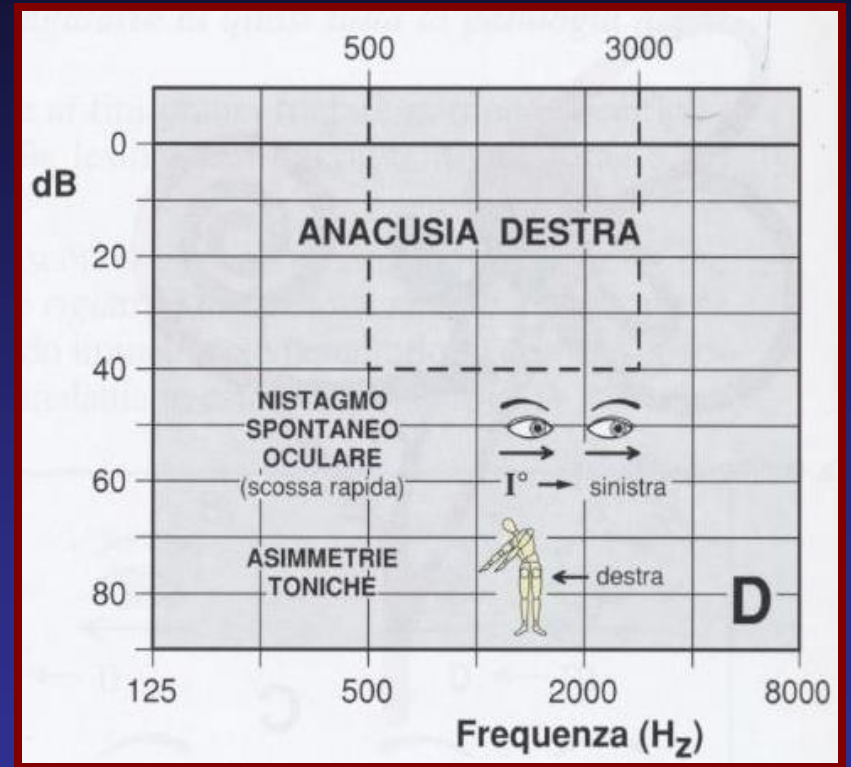 500 3000
0
dB
ANACUSIA DESTRA
20
40
NISTAGMO
SPONTANEO
OCULARE
(scossa rapida)
60
I° → sinistra
ASIMMETRIE
TONICHE
← destra
80
D
125 500 2000 8000
Frequenza (Hz)